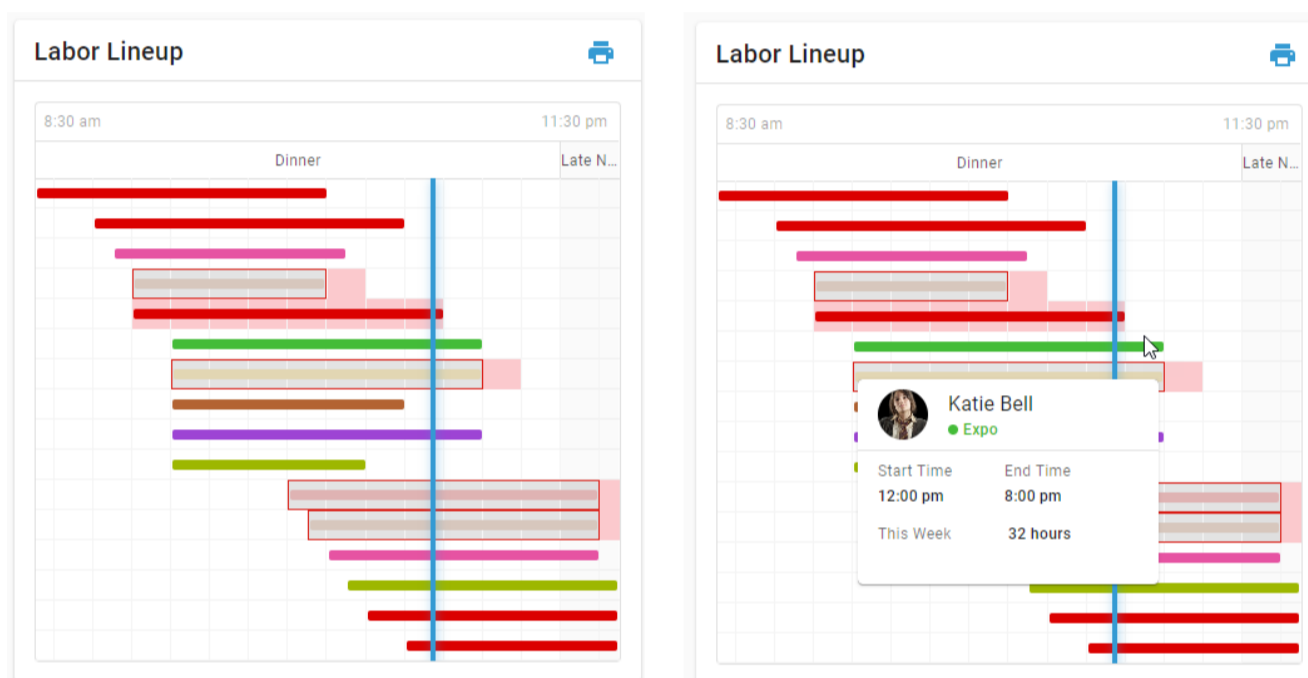 Labor Lineup
8:30 am 11:30 pm
Dinner Late N...
Labor Lineup
8:30 am 11:30 pm
Dinner Late N...
Katie Bell
Expo
Start Time End Time
12:00 pm 8:00 pm
This Week 32 hours